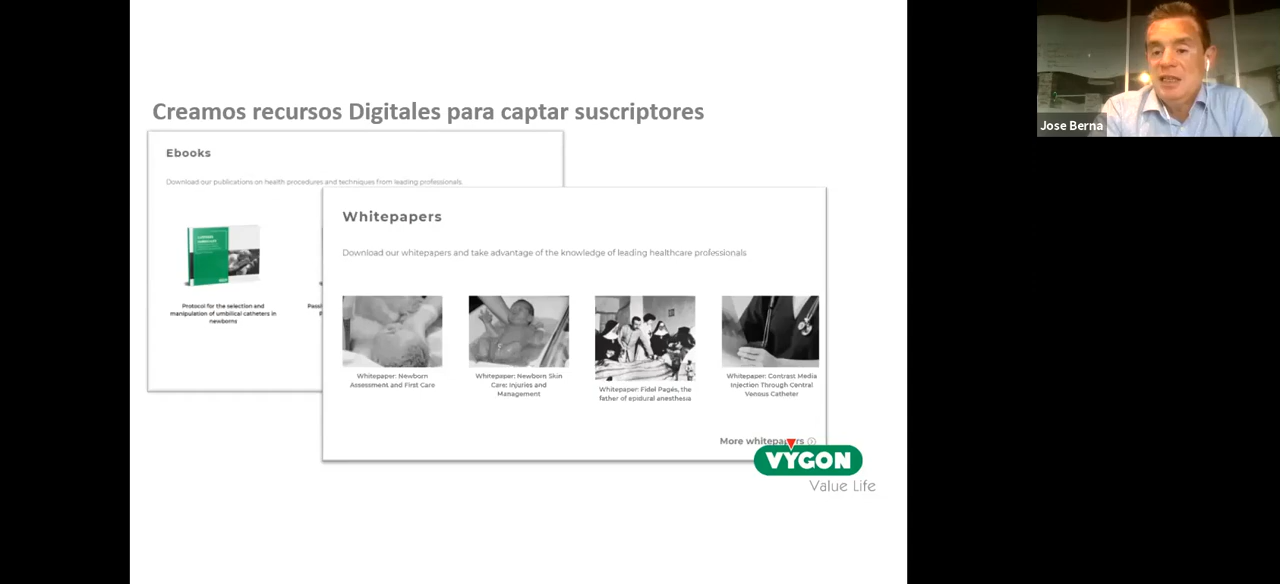 Creamos recursos Digitales para captar suscriptores
Jose Berna
Ebooks
Download our publications on health procedures and techniques from leading professionals.
Protocol for the selection and
manipulation of umbilical catheters in
newborns
Whitepapers
Download our whitepapers and take advantage of the knowledge of leading healthcare professionals
Whitepaper: Newborn
Assessment and First Care
Whitepaper: Newborn Skin
Care: Injuries and
Management
Whitepaper: Fidel Pagés, the
father of epidural anesthesia
Whitepaper: Contrast Media
Injection Through Central
Venous Catheter
More whitepapers
VYGON
Value Life